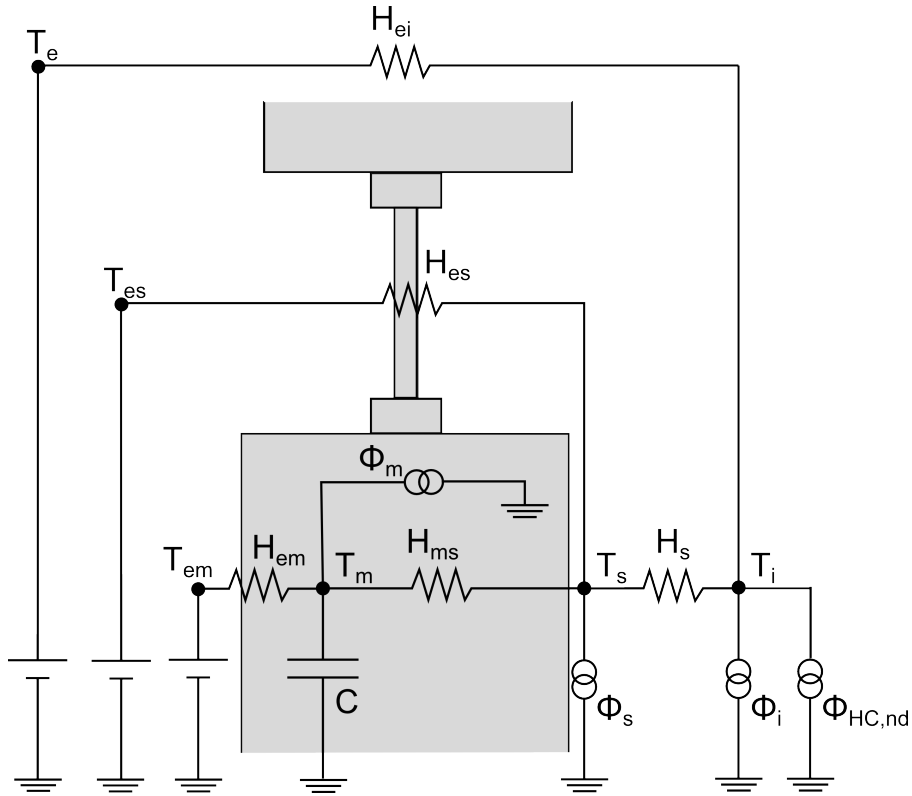 H_ei
T_e
H_es
T_es
Φ_m
H_em
H_ms
H_s
T_em
T_m
T_s
T_i
C
Φ_s
Φ_i
Φ_HC,nd